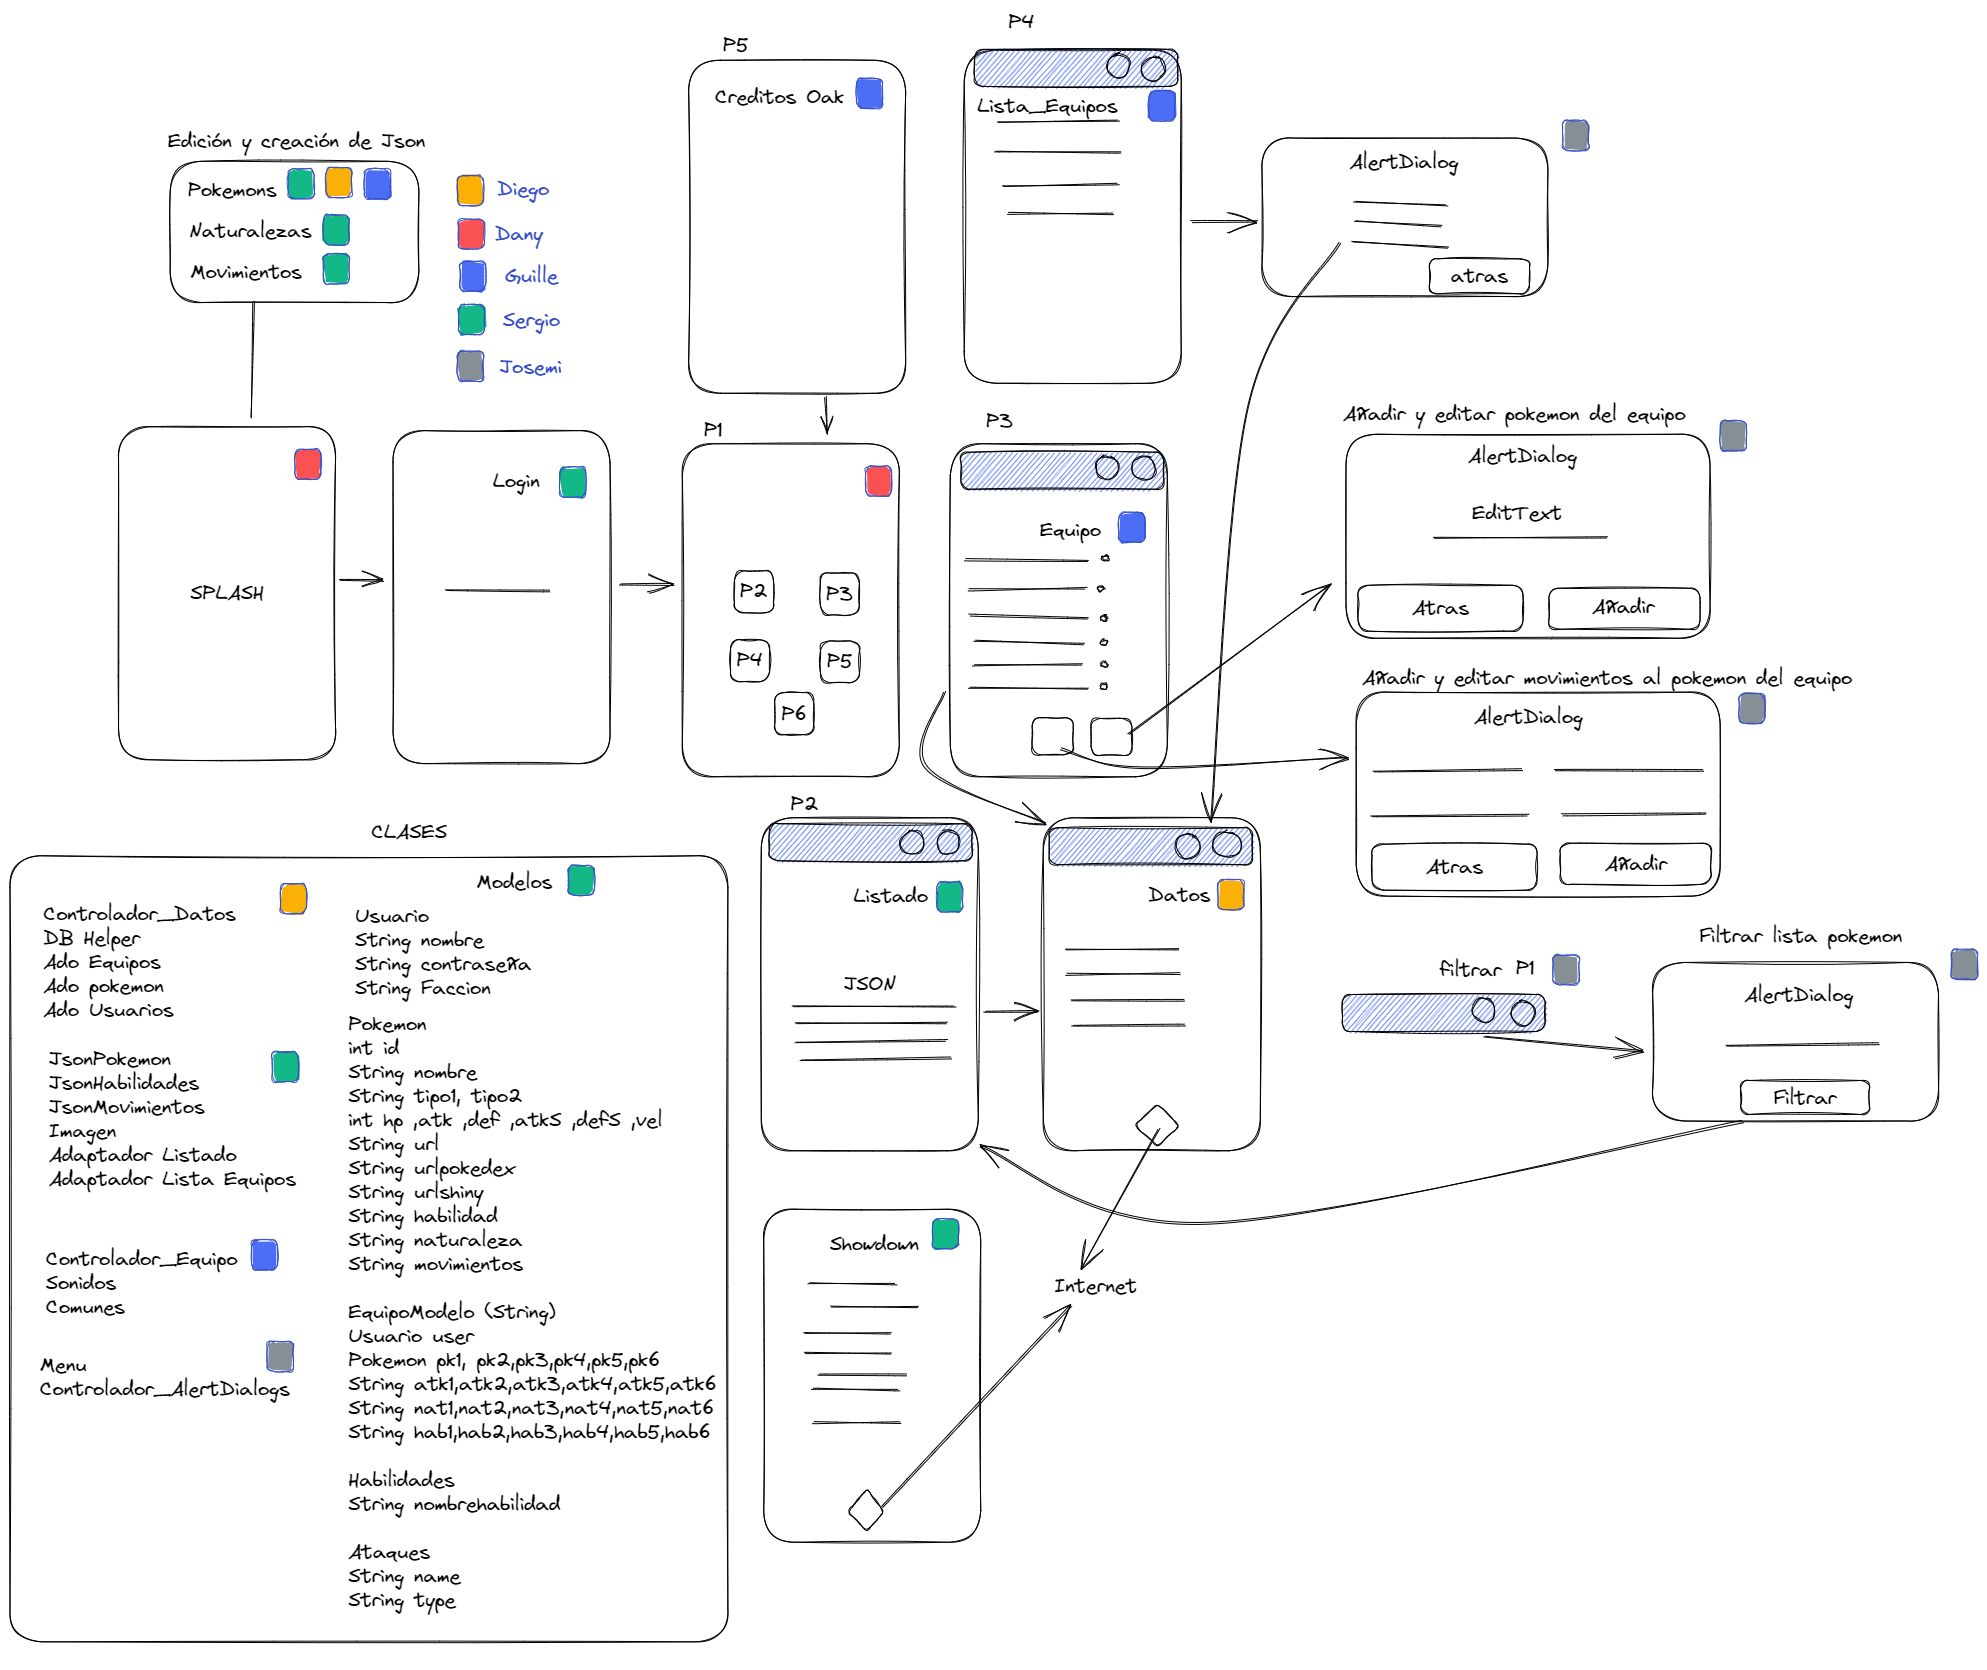 P4
P5
Creditos Oak
Lista_Equipos
Edición y creación de Json
Pokemons
Naturalezas
Movimientos
Diego
Dany
Guille
Sergio
Josemi
AlertDialog
atras
P1
P3
Añadir y editar pokemon del equipo
AlertDialog
EditText
Atras
Añadir
SPLASH
Login
P2
P3
P4
P5
P6
Equipo
Añadir y editar movimientos al pokemon del equipo
AlertDialog
Atras
Añadir
P2
Listado
JSON
Datos
filtrar P1
Filtrar lista pokemon
AlertDialog
Filtrar
Showdown
Internet
CLASES
Controlador_Datos
DB Helper
Ado Equipos
Ado pokemon
Ado Usuarios
JsonPokemon
JsonHabilidades
JsonMovimientos
Imagen
Adaptador Listado
Adaptador Lista Equipos
Controlador_Equipo
Sonidos
Comunes
Menu
Controlador_AlertDialogs
Modelos
Usuario
String nombre
String contraseña
String Faccion
Pokemon
int id
String nombre
String tipo1, tipo2
int hp ,atk ,def ,atkS ,defS ,vel
String url
String urlpokedex
String urlshiny
String habilidad
String naturaleza
String movimientos
EquipoModelo (String)
Usuario user
Pokemon pk1, pk2,pk3,pk4,pk5,pk6
String atk1,atk2,atk3,atk4,atk5,atk6
String nat1,nat2,nat3,nat4,nat5,nat6
String hab1,hab2,hab3,hab4,hab5,hab6
Habilidades
String nombrehabilidad
Ataques
String name
String type